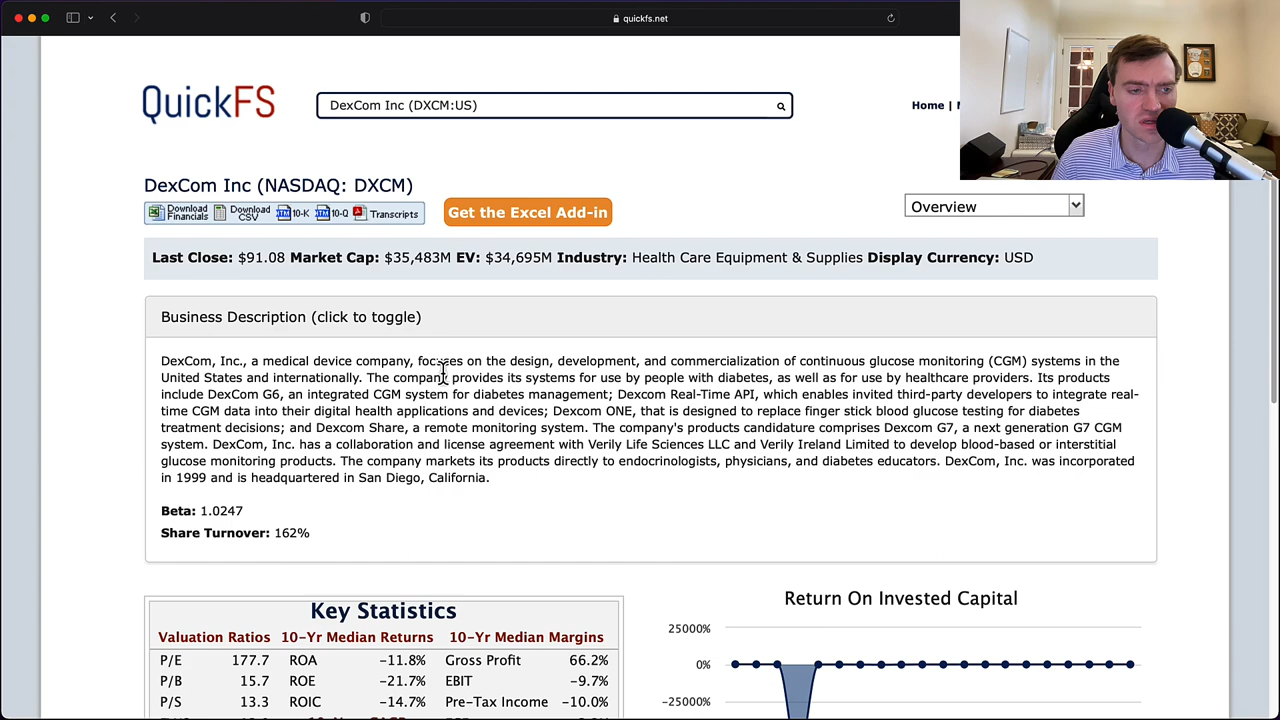 quickfs.net
QuickFS
DexCom Inc (DXCM:US)
Home |
DexCom Inc (NASDAQ: DXCM)
Download Financials
Download CSV
10-K
10-Q
Transcripts
Get the Excel Add-in
Overview
Last Close: $91.08 Market Cap: $35,483M EV: $34,695M Industry: Health Care Equipment & Supplies Display Currency: USD
Business Description (click to toggle)
DexCom, Inc., a medical device company, focuses on the design, development, and commercialization of continuous glucose monitoring (CGM) systems in the
United States and internationally. The company provides its systems for use by people with diabetes, as well as for use by healthcare providers. Its products
include DexCom G6, an integrated CGM system for diabetes management; Dexcom Real-Time API, which enables invited third-party developers to integrate real-
time CGM data into their digital health applications and devices; Dexcom ONE, that is designed to replace finger stick blood glucose testing for diabetes
treatment decisions; and Dexcom Share, a remote monitoring system. The company's products candidature comprises Dexcom G7, a next generation G7 CGM
system. DexCom, Inc. has a collaboration and license agreement with Verily Life Sciences LLC and Verily Ireland Limited to develop blood-based or interstitial
glucose monitoring products. The company markets its products directly to endocrinologists, physicians, and diabetes educators. DexCom, Inc. was incorporated
in 1999 and is headquartered in San Diego, California.
Beta: 1.0247
Share Turnover: 162%
Key Statistics
Valuation Ratios 10-Yr Median Returns 10-Yr Median Margins
P/E 177.7 ROA -11.8% Gross Profit 66.2%
P/B 15.7 ROE -21.7% EBIT -9.7%
P/S 13.3 ROIC -14.7% Pre-Tax Income -10.0%
Return On Invested Capital
25000%
0%
-25000%